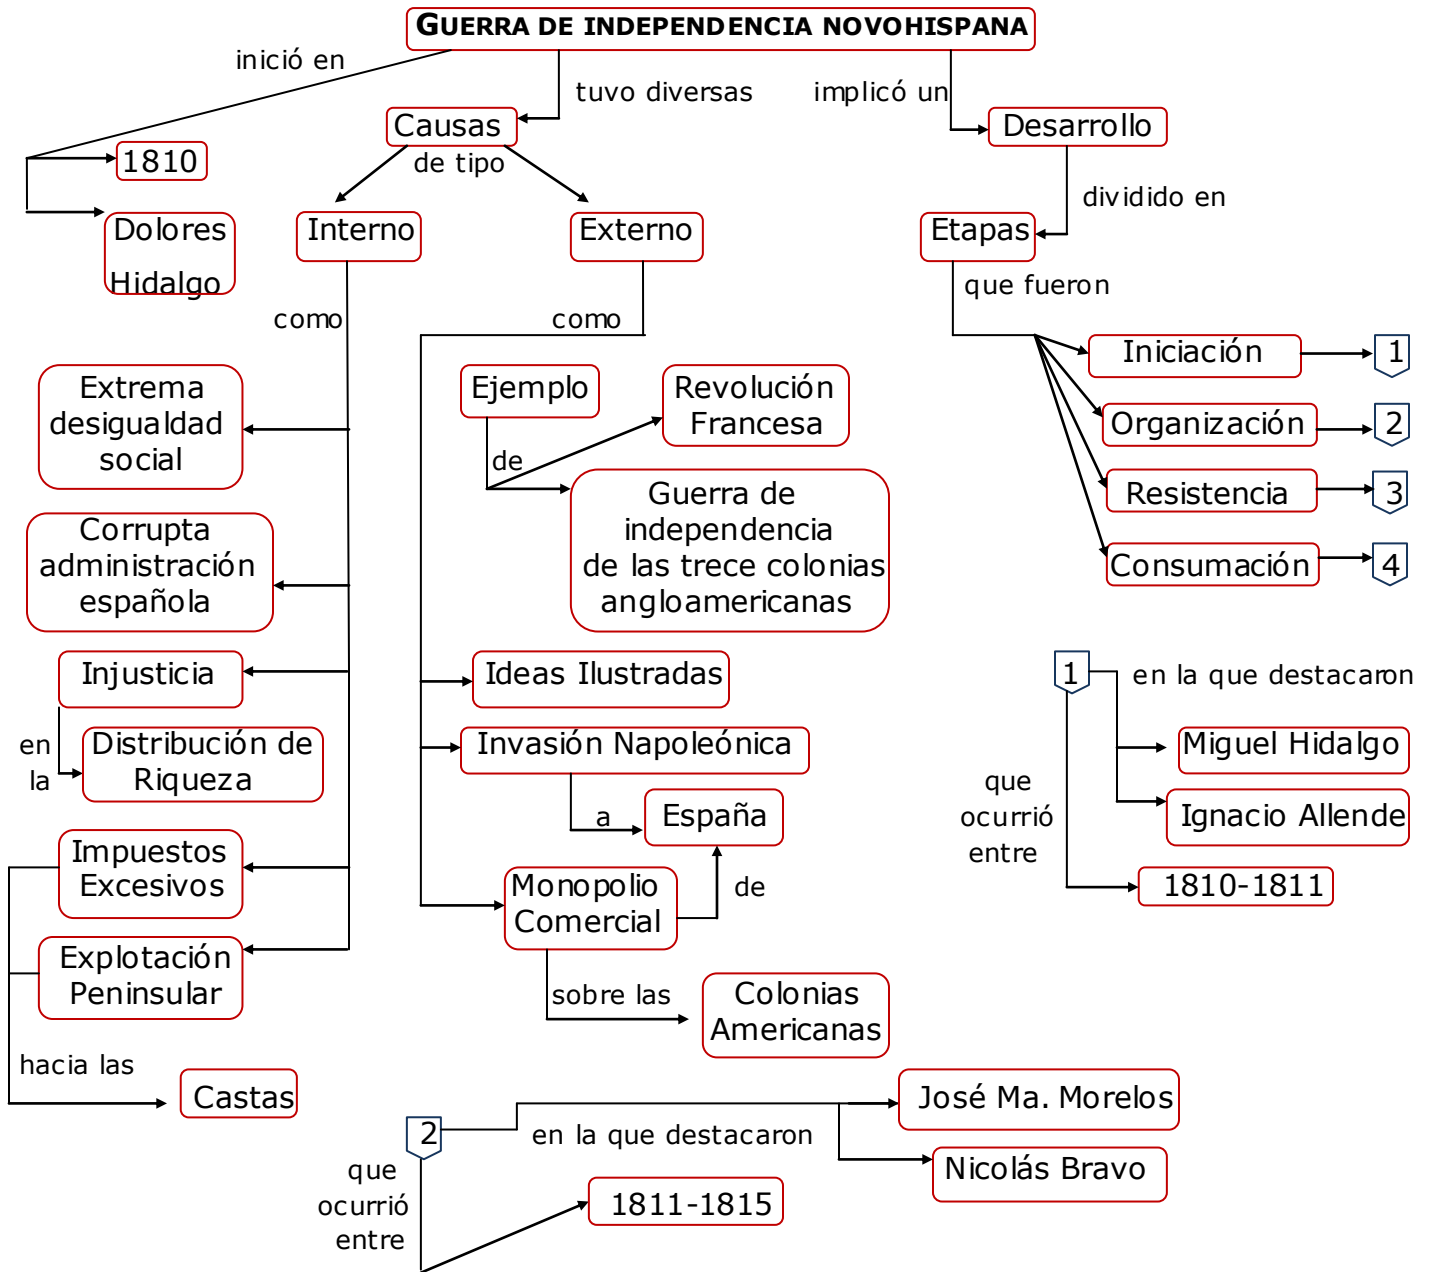 GUERRA DE INDEPENDENCIA NOVOHISPANA
inició en
tuvo diversas
implicó un
Causas
Desarrollo
1810
de tipo
dividido en
Dolores
Hidalgo
Interno
Externo
Etapas
que fueron
como
como
Iniciación
1
Extrema
desigualdad
social
Ejemplo
Revolución
Francesa
Organización
2
de
Guerra de
independencia
de las trece colonias
angloamericanas
Resistencia
3
Corrupta
administración
española
Consumación
4
Injusticia
Ideas Ilustradas
1
en la que destacaron
en
la
Distribución de
Riqueza
Invasión Napoleónica
Miguel Hidalgo
que
ocurrió
entre
a
España
Ignacio Allende
Impuestos
Excesivos
Monopolio
Comercial
de
1810-1811
Explotación
Peninsular
sobre las
Colonias
Americanas
hacia las
Castas
José Ma. Morelos
2
en la que destacaron
Nicolás Bravo
que
ocurrió
entre
1811-1815